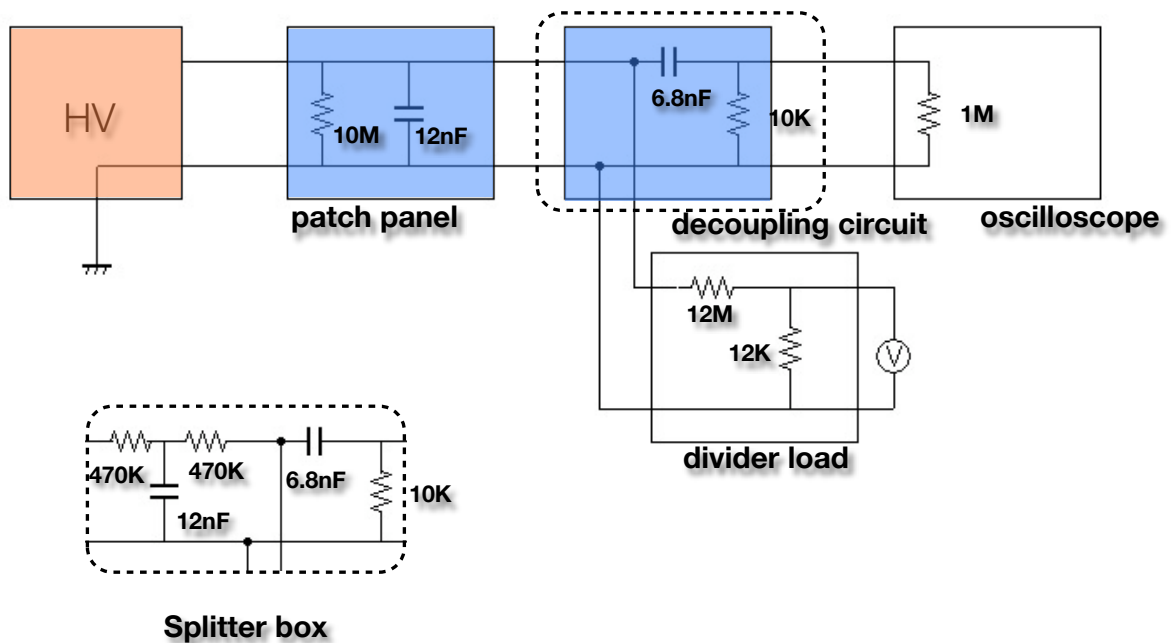 HV
10M
12nF
patch panel
6.8nF
10K
decoupling circuit
1M
oscilloscope
12M
12K
V
divider load
470K
470K
12nF
6.8nF
10K
Splitter box